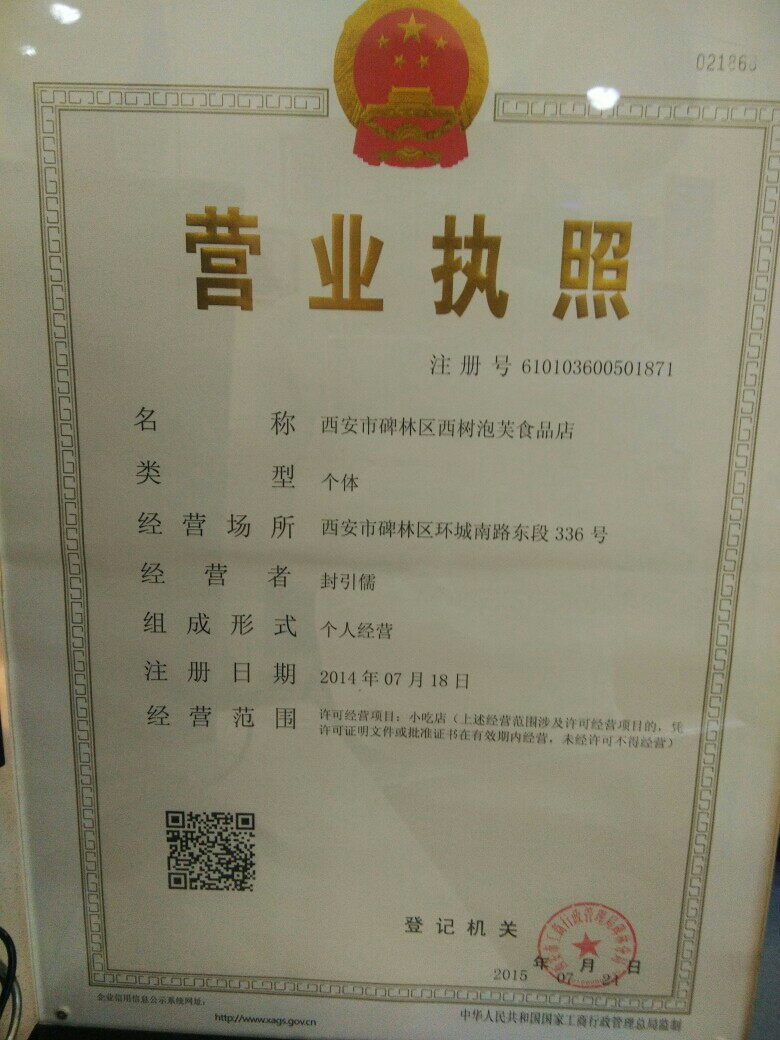 营业执照
注册号 610103600501871
名称 西安市碑林区西树泡芙食品店
类型 个体
经营场所 西安市碑林区环城南路东段 336 号
经营者 封引儒
组成形式 个人经营
注册日期 2014 年 07 月 18 日
经营范围 许可经营项目：小吃店（上述经营范围涉及许可经营项目的，凭
许可证明文件或批准证书在有效期内经营，未经许可不得经营）
登记机关
2015 年 07 月 21 日
企业信用信息公示系统网址：
http://www.xags.gov.cn
中华人民共和国国家工商行政管理总局监制